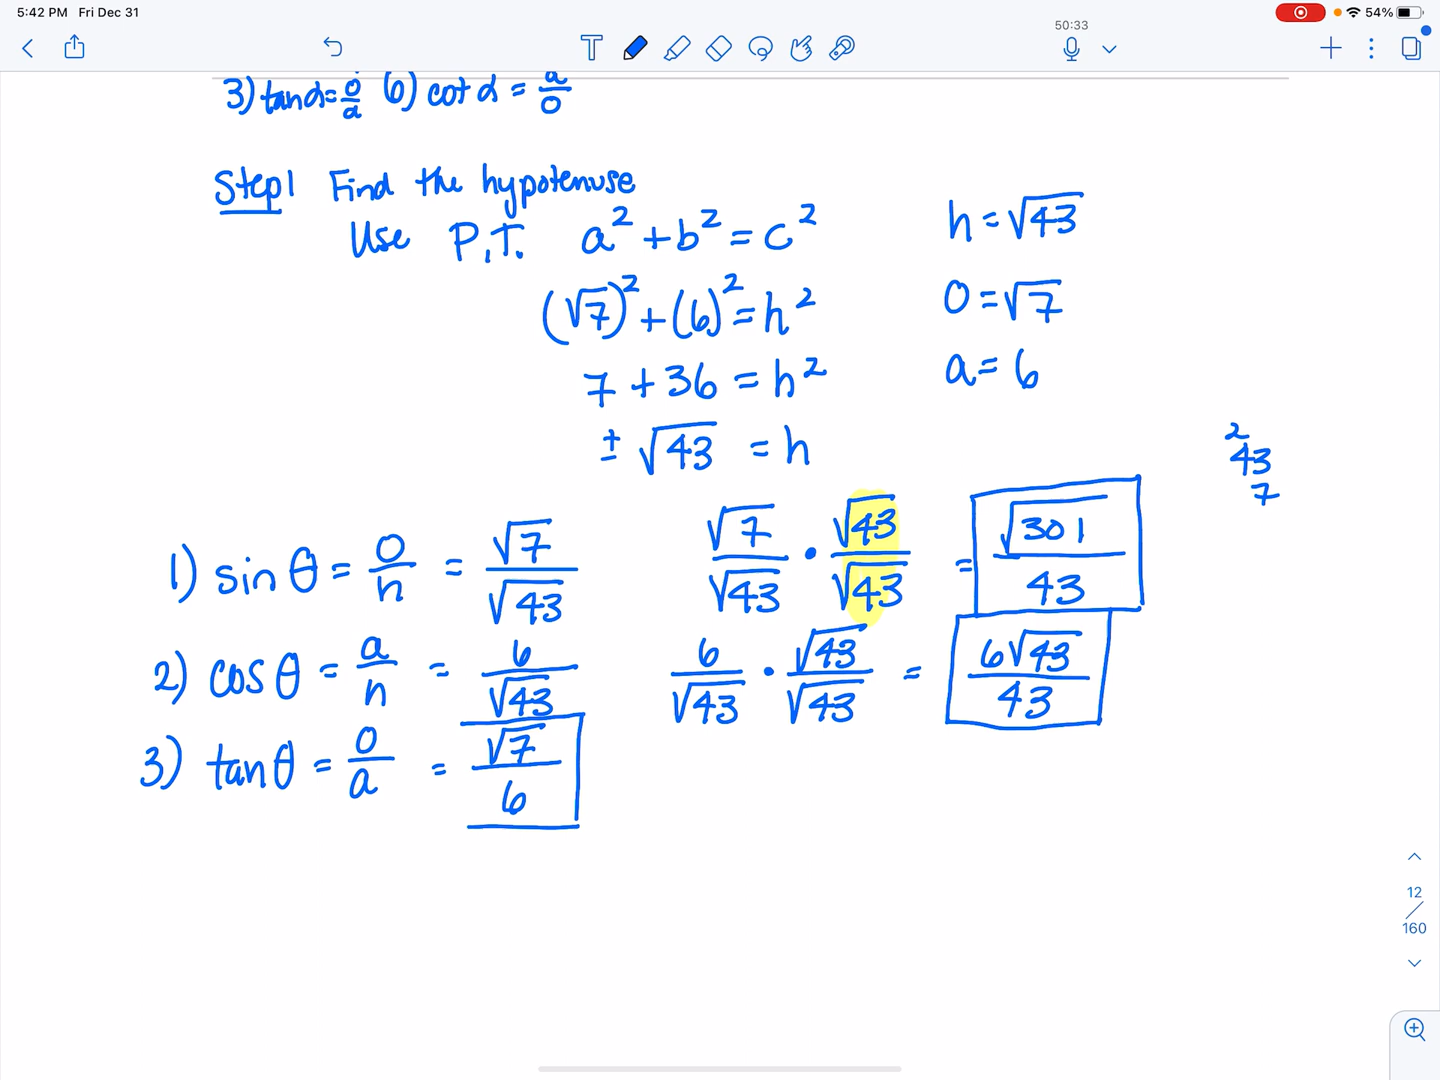 5:42 PM Fri Dec 31
54%
50:33
3) tan α = o/a 6) cot α = a/o
Step 1 Find the hypotenuse
Use P.T. a² + b² = c²
h = √43
(√7)² + (6)² = h²
o = √7
7 + 36 = h²
a = 6
± √43 = h
2
43
7
1) sin θ = o/h = √7/√43 √7/√43 • √43/√43 = √301/43
2) cos θ = a/h = 6/√43 6/√43 • √43/√43 = 6√43/43
3) tan θ = o/a = √7/6
12
/
160